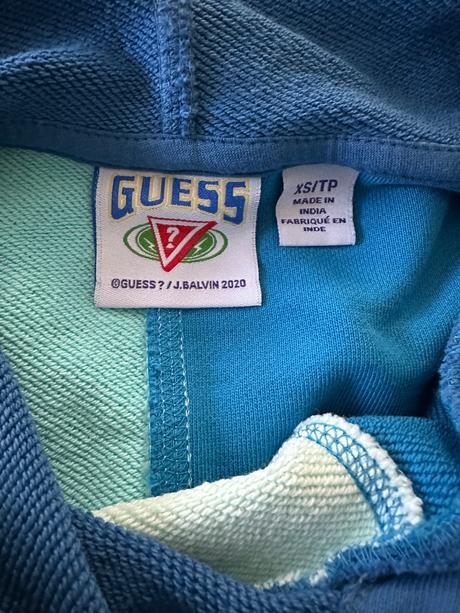 GUESS
?
©GUESS?/J.BALVIN 2020
XS/TP
MADE IN
INDIA
FABRIQUÉ EN
INDE